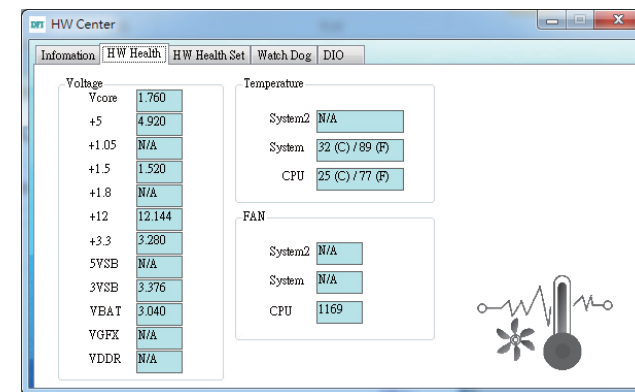 DFI HW Center
Infomation HW Health HW Health Set Watch Dog DIO
Voltage
Vcore 1.760
+5 4.920
+1.05 N/A
+1.5 1.520
+1.8 N/A
+12 12.144
+3.3 3.280
5VSB N/A
3VSB 3.376
VBAT 3.040
VGFX N/A
VDDR N/A
Temperature
System2 N/A
System 32 (C) / 89 (F)
CPU 25 (C) / 77 (F)
FAN
System2 N/A
System N/A
CPU 1169